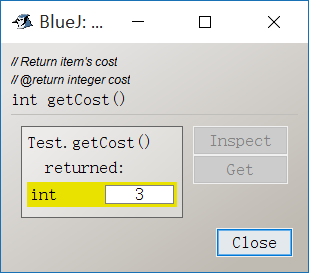 BlueJ: ...
// Return item's cost
// @return integer cost
int getCost()
Test.getCost()
returned:
int 3
Inspect
Get
Close